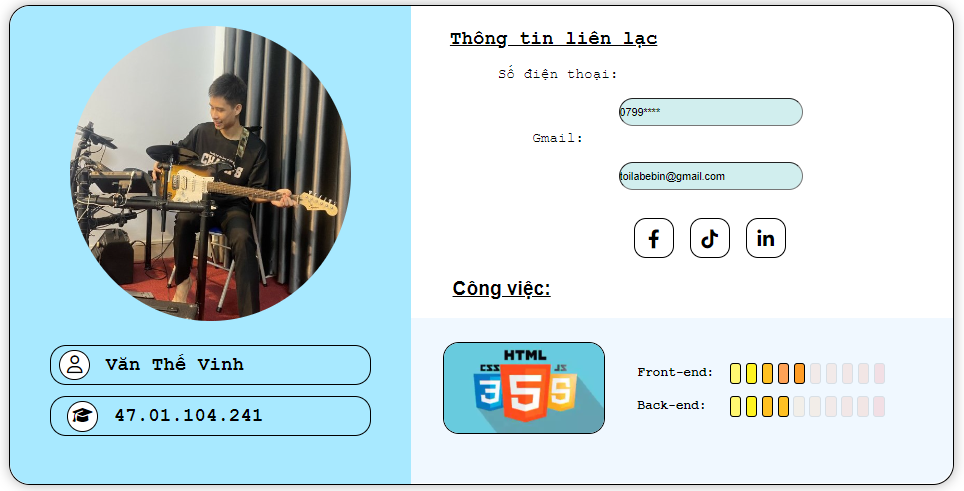 Văn Thế Vinh
47.01.104.241
Thông tin liên lạc
Số điện thoại:
0799****
Gmail:
toilabebin@gmail.com
Công việc:
HTML
CSS JS
3 5 S
Front-end:
Back-end: